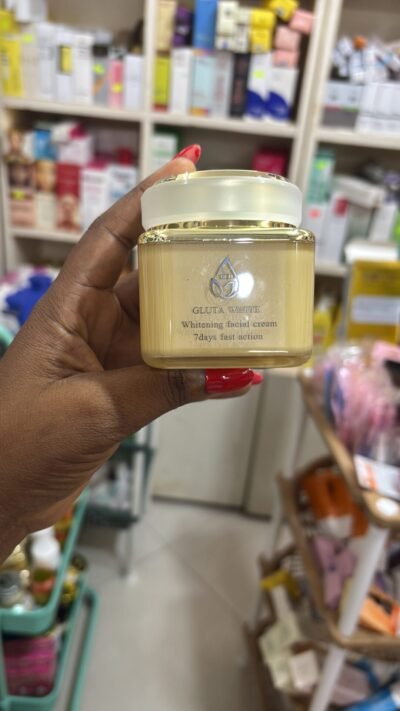 GLUTA WHITE
Whitening facial cream
7days fast action